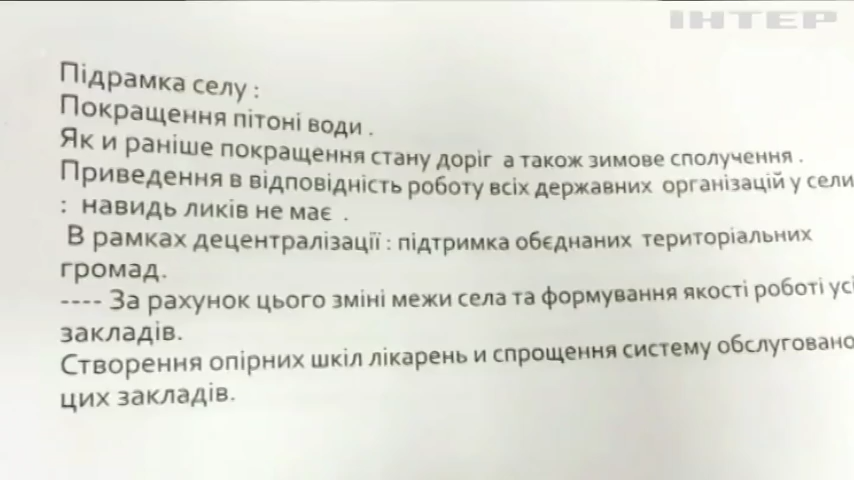 ІНТЕР
Підрамка селу :
Покращення пітоні води .
Як и раніше покращення стану доріг а також зимове сполучення .
Приведення в відповідність роботу всіх державних організацій у сели
: навидь ликів не має .
В рамках децентралізації : підтримка обєднаних територіальних
громад.
---- За рахунок цього зміні межи села та формування якості роботі усі
закладів.
Створення опірних шкіл лікарень и спрощення систему обслуговано
цих закладів.